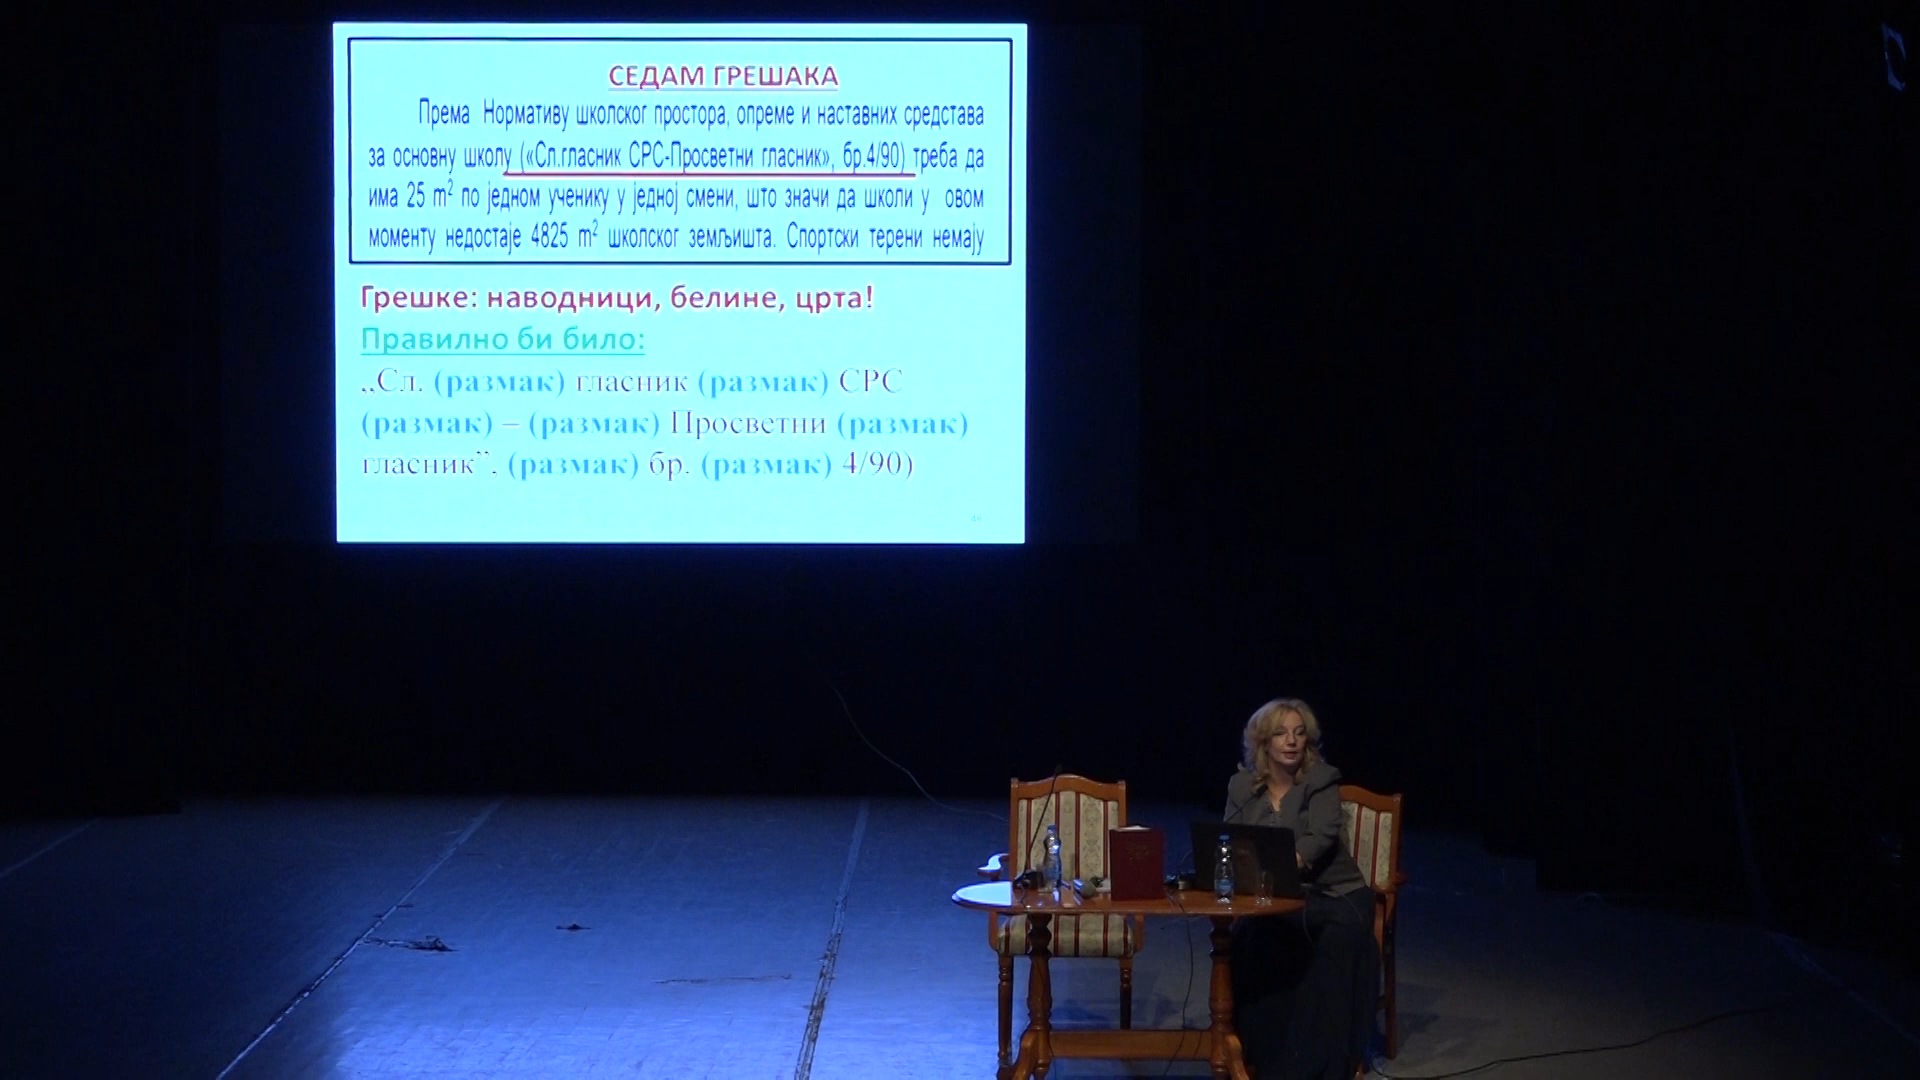 СЕДАМ ГРЕШАКА
Према Нормативу школског простора, опреме и наставних средстава
за основну школу («Сл.гласник СРС-Просветни гласник», бр.4/90) треба да
има 25 m² по једном ученику у једној смени, што значи да школи у овом
моменту недостаје 4825 m² школског земљишта. Спортски терени немају
Грешке: наводници, белине, црта!
Правилно би било:
„Сл. (размак) гласник (размак) СРС
(размак) – (размак) Просветни (размак)
гласник”, (размак) бр. (размак) 4/90)